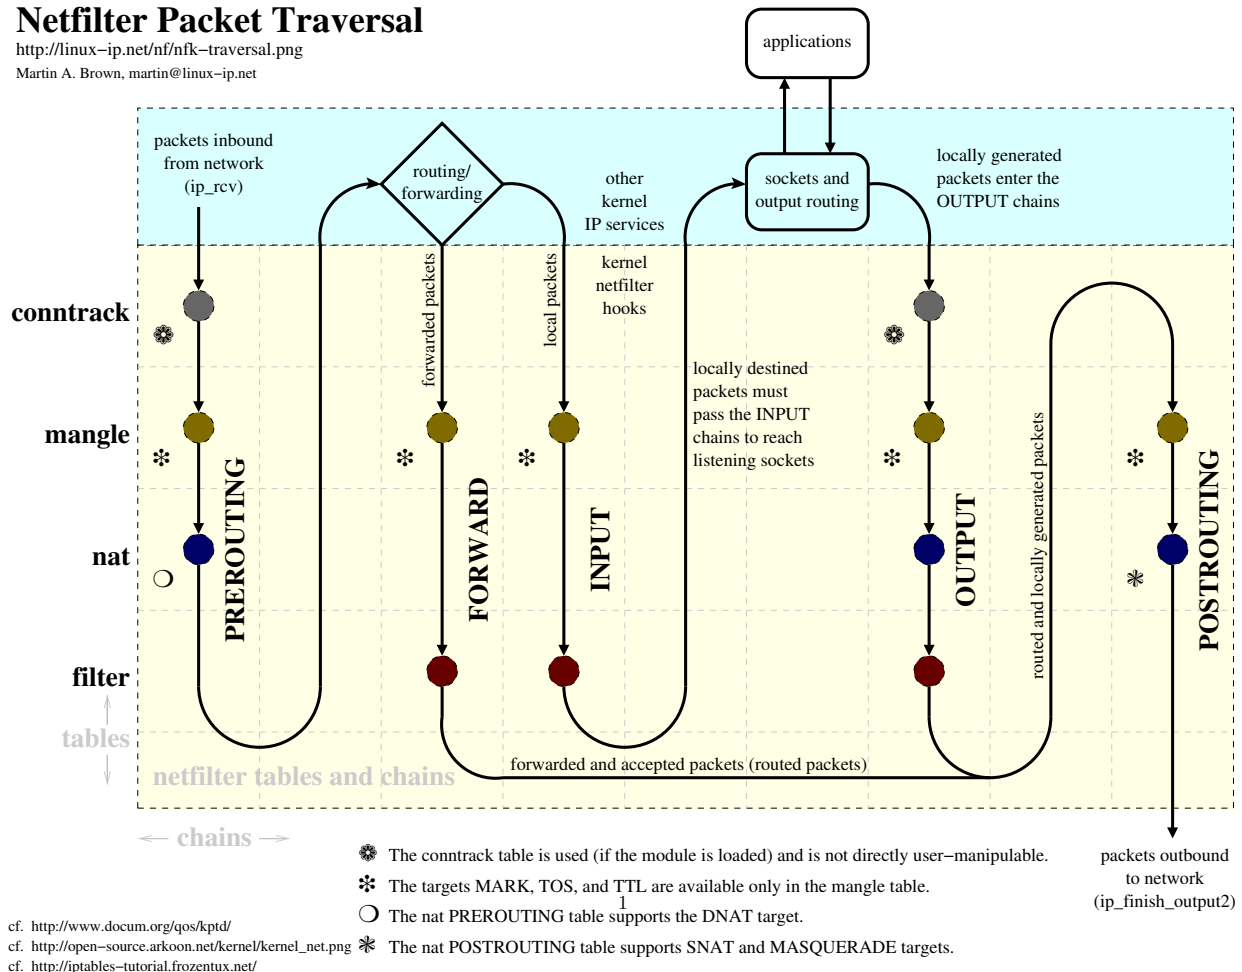 Netfilter Packet Traversal
http://linux-ip.net/nf/nfk-traversal.png
Martin A. Brown, martin@linux-ip.net
applications
packets inbound
from network
(ip_rcv)
routing/
forwarding
other
kernel
IP services
sockets and
output routing
locally generated
packets enter the
OUTPUT chains
kernel
netfilter
hooks
forwarded packets
local packets
conntrack
locally destined
packets must
pass the INPUT
chains to reach
listening sockets
mangle
nat
filter
PREROUTING
FORWARD
INPUT
OUTPUT
routed and locally generated packets
POSTROUTING
tables
netfilter tables and chains
forwarded and accepted packets (routed packets)
chains
❁ The conntrack table is used (if the module is loaded) and is not directly user-manipulable.
❇ The targets MARK, TOS, and TTL are available only in the mangle table.
1
❍ The nat PREROUTING table supports the DNAT target.
❃ The nat POSTROUTING table supports SNAT and MASQUERADE targets.
packets outbound
to network
(ip_finish_output2)
cf. http://www.docum.org/qos/kptd/
cf. http://open-source.arkoon.net/kernel/kernel_net.png
cf. http://iptables-tutorial.frozentux.net/